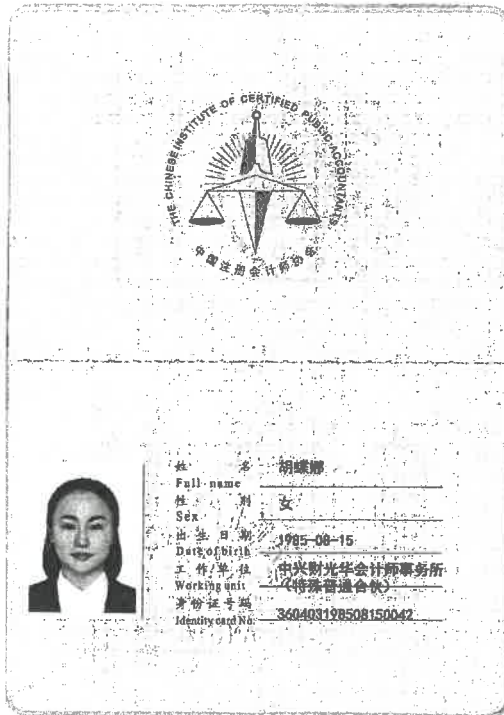 THE CHINESE INSTITUTE OF CERTIFIED PUBLIC ACCOUNTANTS
中国注册会计师协会
姓 名 胡蝶娜
Full name
性 别 女
Sex
出 生 日 期 1985-08-15
Date of birth
工 作 单 位 中兴财光华会计师事务所
Working unit （特殊普通合伙）
身份证号码 360403198508150042
Identity card No.